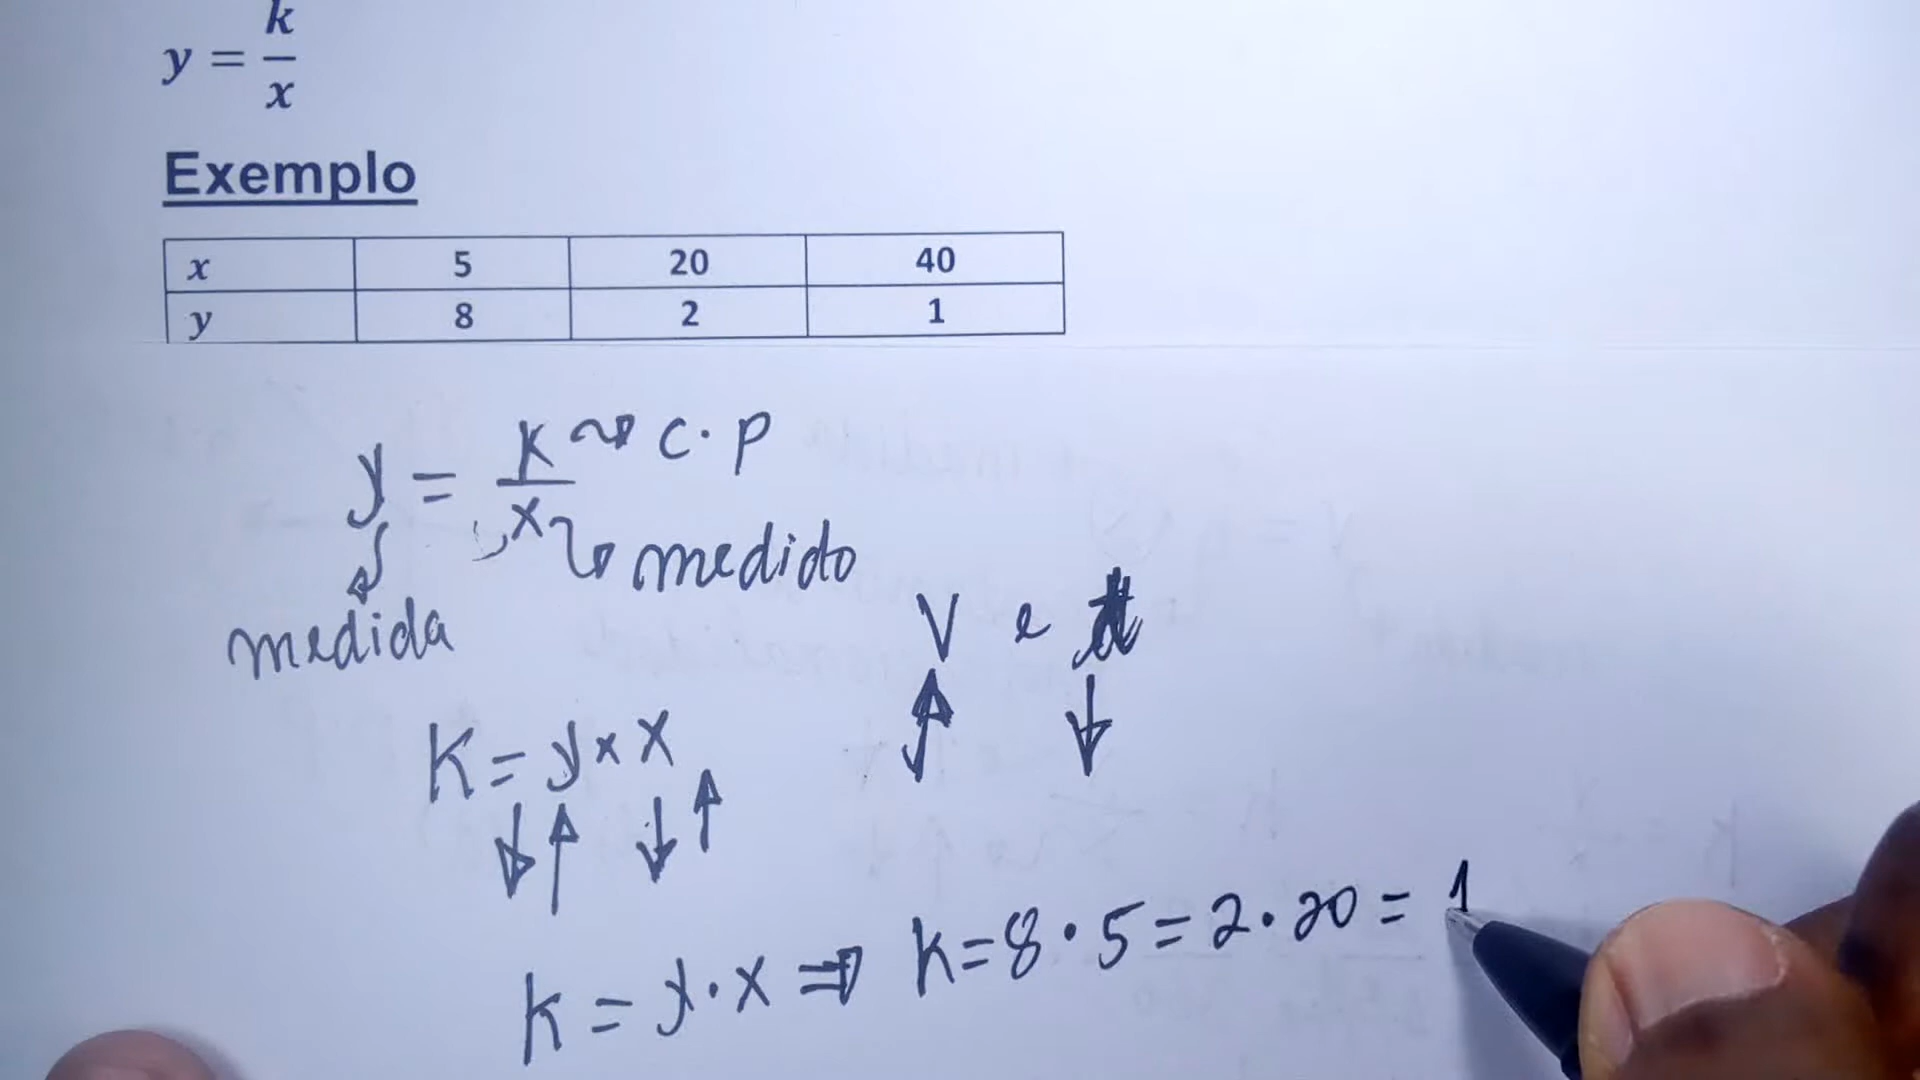 y = k/x
Exemplo
x 5 20 40
y 8 2 1
y = K/x
c. p
medido
medida
V e t
K = y × x
k = y · x ⇒ k = 8 · 5 = 2 · 20 = 1